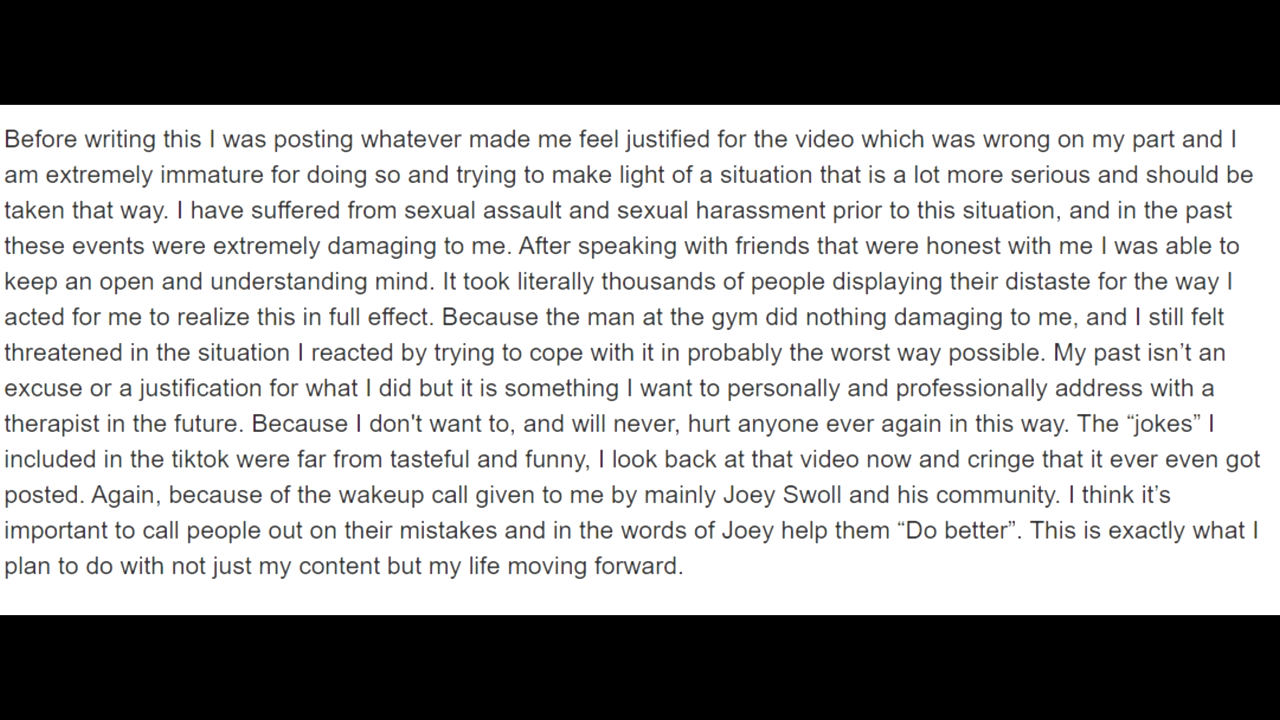 Before writing this I was posting whatever made me feel justified for the video which was wrong on my part and I
am extremely immature for doing so and trying to make light of a situation that is a lot more serious and should be
taken that way. I have suffered from sexual assault and sexual harassment prior to this situation, and in the past
these events were extremely damaging to me. After speaking with friends that were honest with me I was able to
keep an open and understanding mind. It took literally thousands of people displaying their distaste for the way I
acted for me to realize this in full effect. Because the man at the gym did nothing damaging to me, and I still felt
threatened in the situation I reacted by trying to cope with it in probably the worst way possible. My past isn’t an
excuse or a justification for what I did but it is something I want to personally and professionally address with a
therapist in the future. Because I don't want to, and will never, hurt anyone ever again in this way. The “jokes” I
included in the tiktok were far from tasteful and funny, I look back at that video now and cringe that it ever even got
posted. Again, because of the wakeup call given to me by mainly Joey Swoll and his community. I think it’s
important to call people out on their mistakes and in the words of Joey help them “Do better”. This is exactly what I
plan to do with not just my content but my life moving forward.